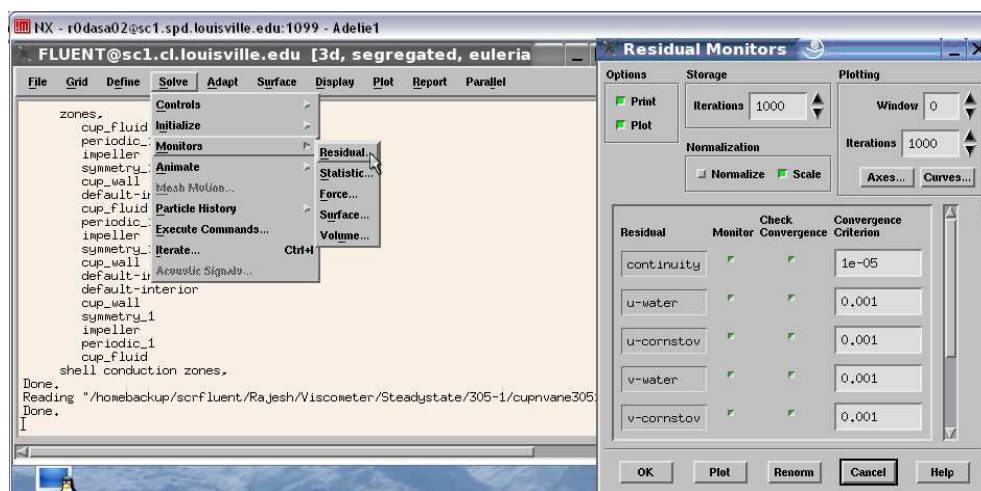 NX - r0dasa02@sc1.spd.louisville.edu:1099 - Adelie1
FLUENT@sc1.cl.louisville.edu [3d, segregated, euleria
File Grid Define Solve Adapt Surface Display Plot Report Parallel
zones,
cup_fluid
periodic_
impeller
symmetry_
cup_wall
default-in
cup_fluid
periodic_
impeller
symmetry_
cup_wall
default-in
default-interior
cup_wall
symmetry_1
impeller
periodic_1
cup_fluid
shell conduction zones,
Done.
Reading "/homebackup/scrfluent/Rajesh/Viscometer/Steadystate/305-1/cupnvane305
Done.
Controls
Initialize
Monitors
Animate
Mesh Motion...
Particle History
Execute Commands...
Iterate... Ctrl+I
Acoustic Signals...
Residual...
Statistic...
Force...
Surface...
Volume...
Residual Monitors
Options Storage Plotting
Print
Plot
Iterations 1000
Normalization
Normalize Scale
Window 0
Iterations 1000
Axes... Curves...
Residual Monitor Check Convergence Convergence Criterion
continuity 1e-05
u-water 0.001
u-cornstov 0.001
v-water 0.001
v-cornstov 0.001
OK Plot Renorm Cancel Help